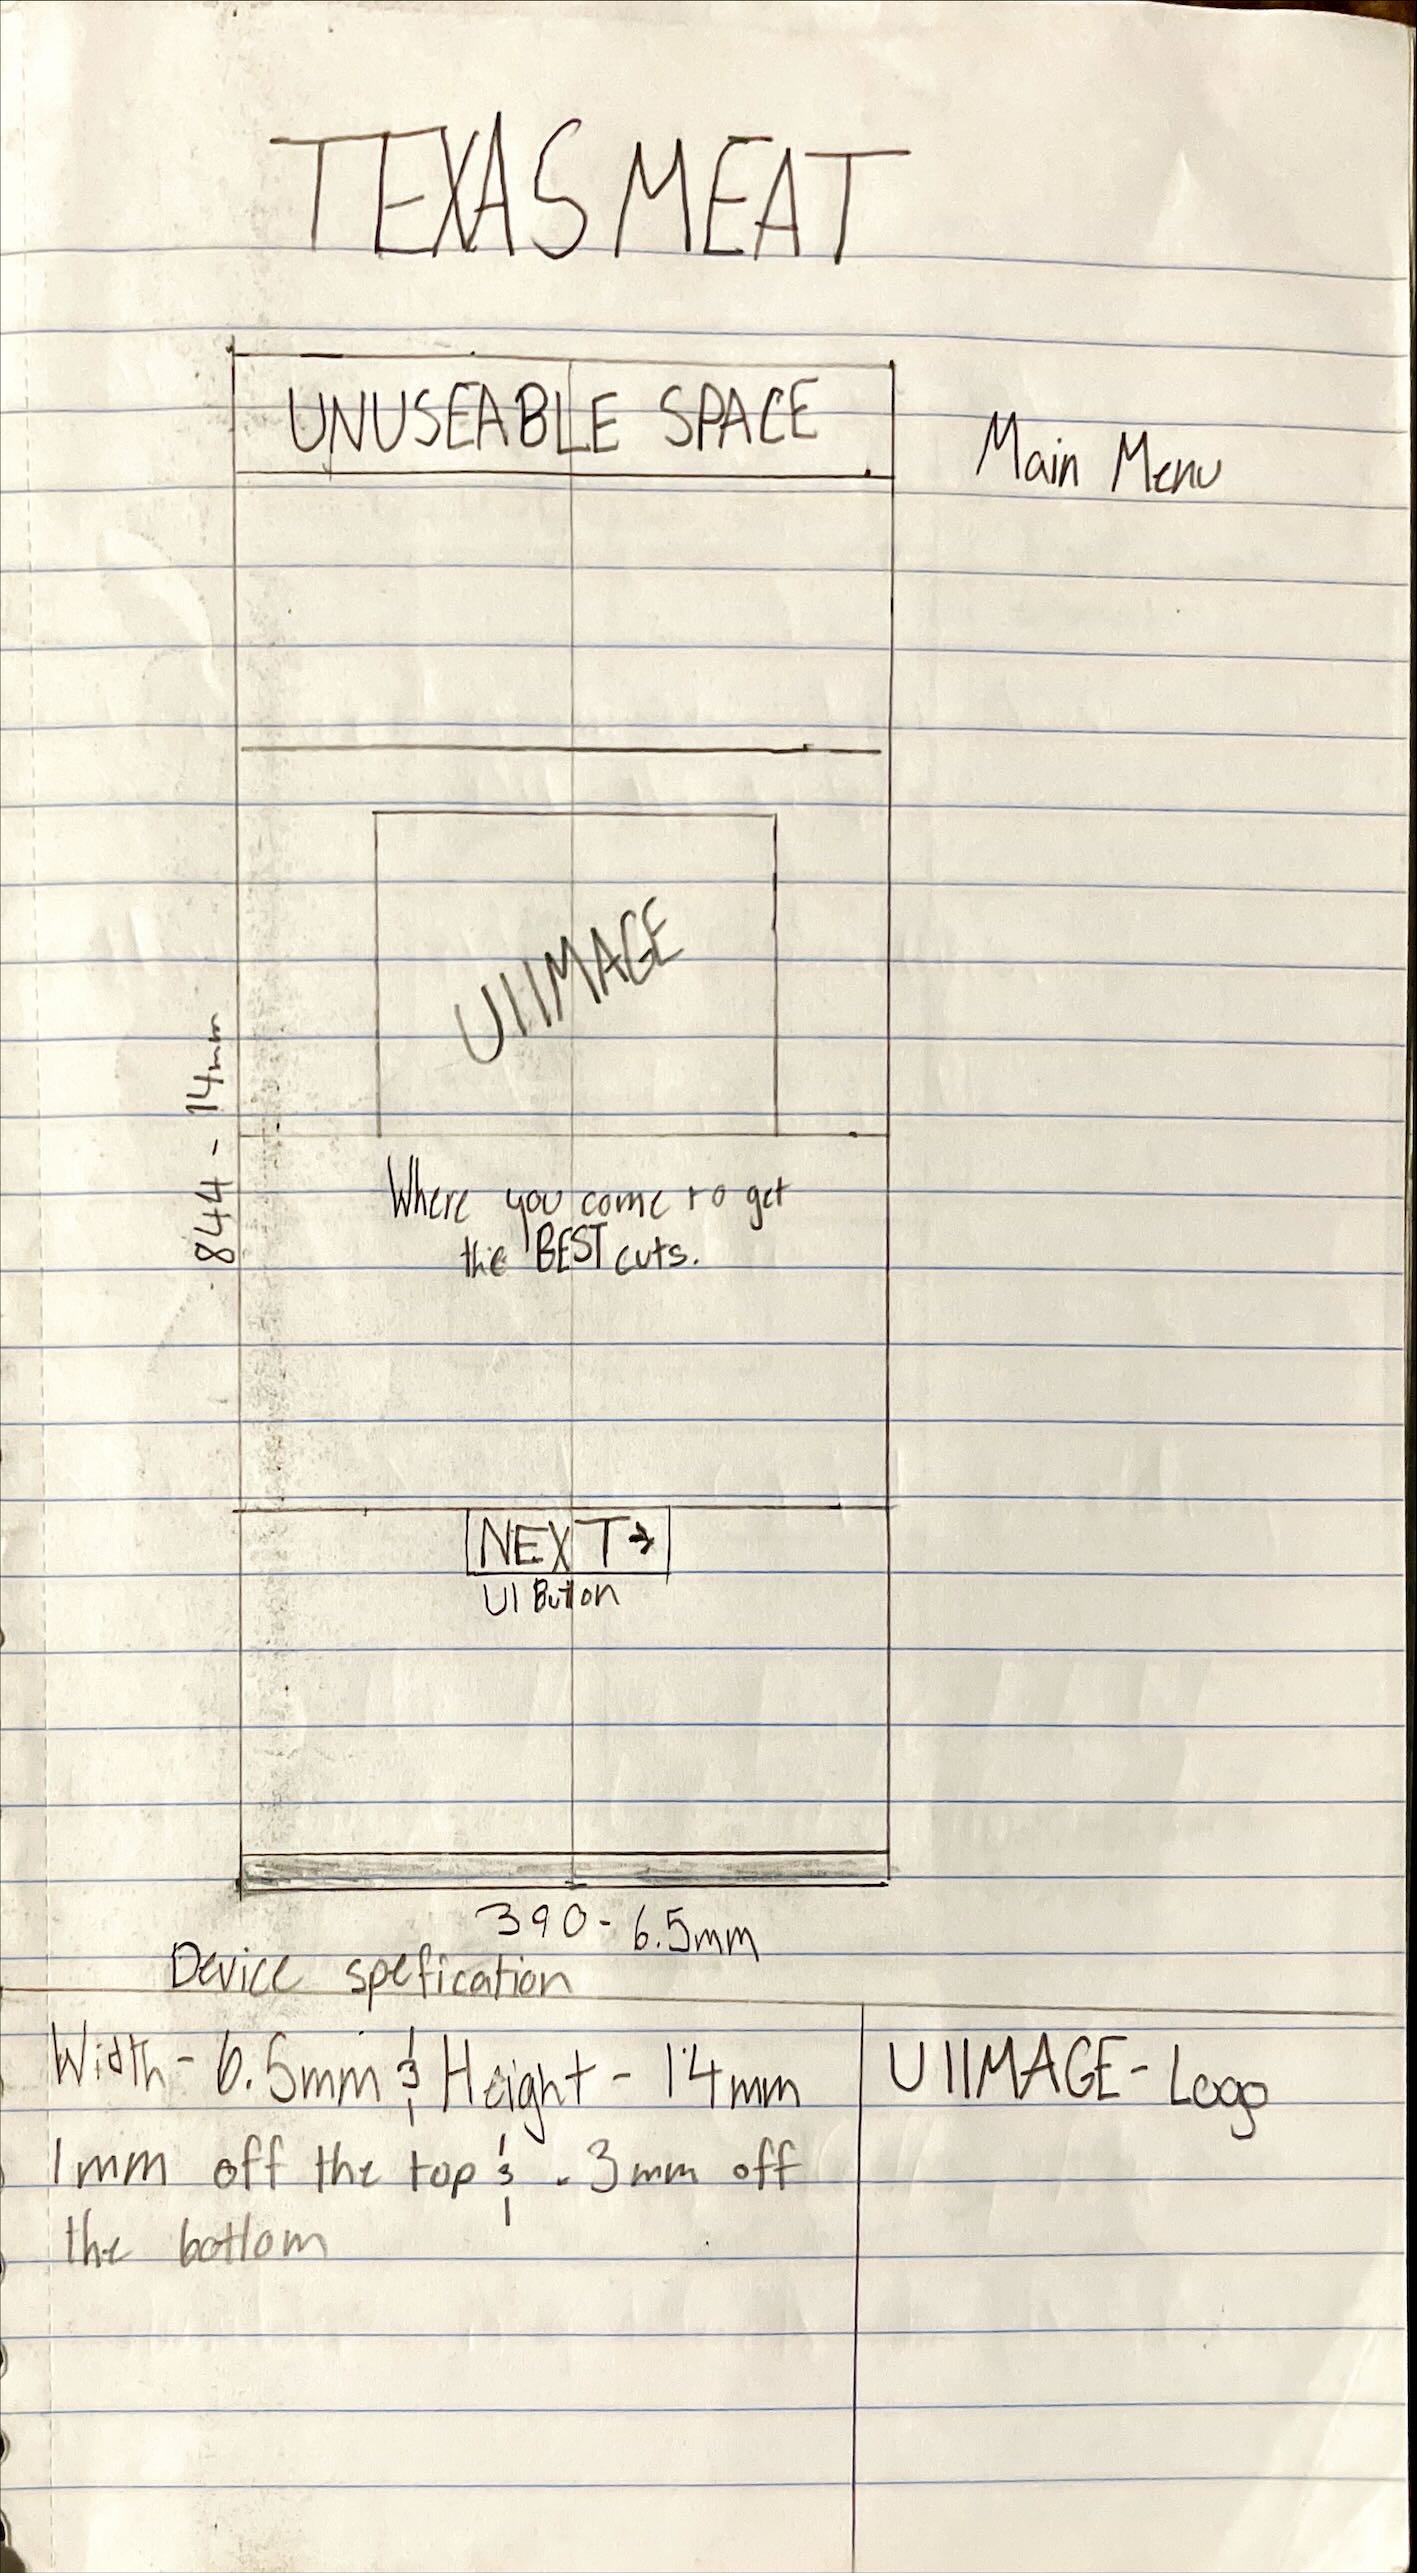 TEXAS MEAT
UNUSEABLE SPACE
Main Menu
UIIMAGE
844 - 14mm
Where you come to get
the BEST cuts.
NEXT→
UI Button
390 - 6.5mm
Device spefication
Width - 6.5mm & Height - 14mm
1mm off the top & .3mm off
the bottom
UIIMAGE - Logo